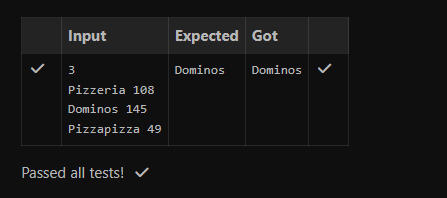 Input Expected Got
3 Dominos Dominos
Pizzeria 108
Dominos 145
Pizzapizza 49
Passed all tests!